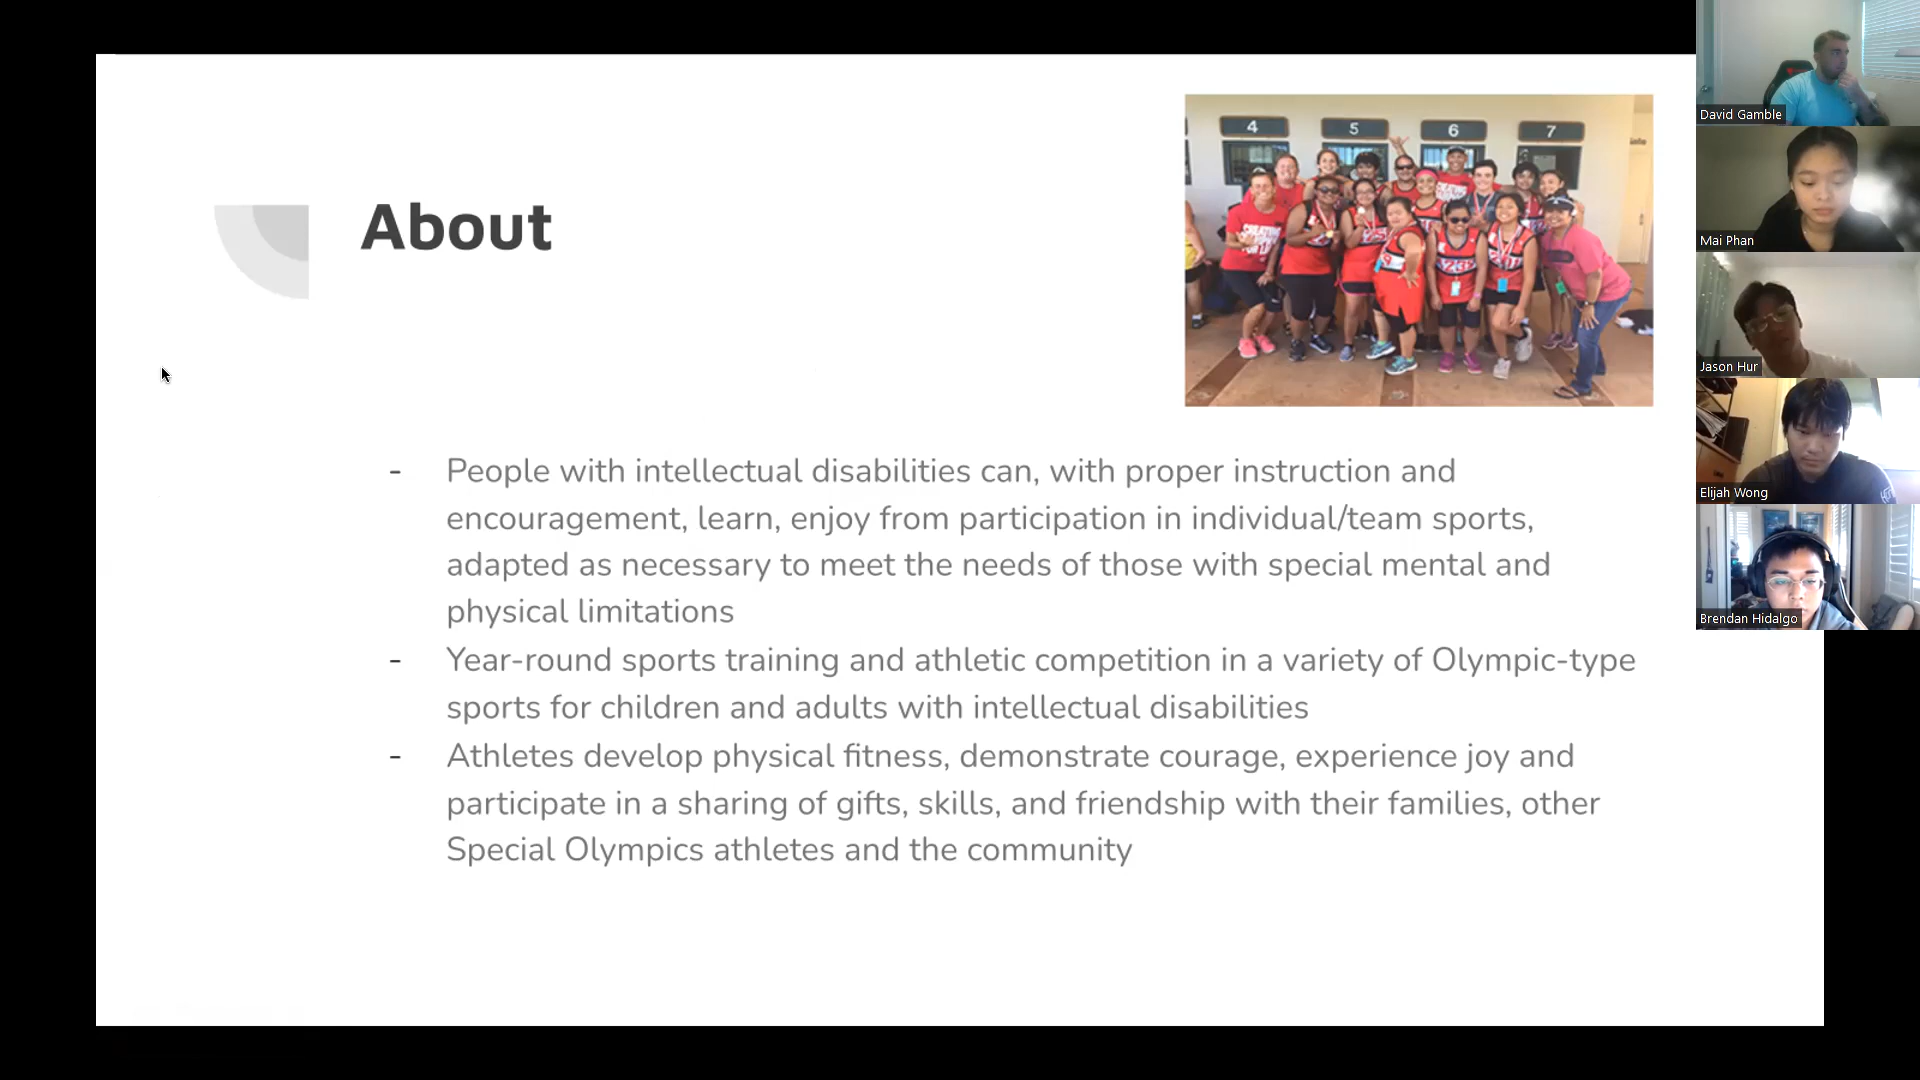 About
4 5 6 7
- People with intellectual disabilities can, with proper instruction and
encouragement, learn, enjoy from participation in individual/team sports,
adapted as necessary to meet the needs of those with special mental and
physical limitations
- Year-round sports training and athletic competition in a variety of Olympic-type
sports for children and adults with intellectual disabilities
- Athletes develop physical fitness, demonstrate courage, experience joy and
participate in a sharing of gifts, skills, and friendship with their families, other
Special Olympics athletes and the community
David Gamble
Mai Phan
Jason Hur
Elijah Wong
Brendan Hidalgo